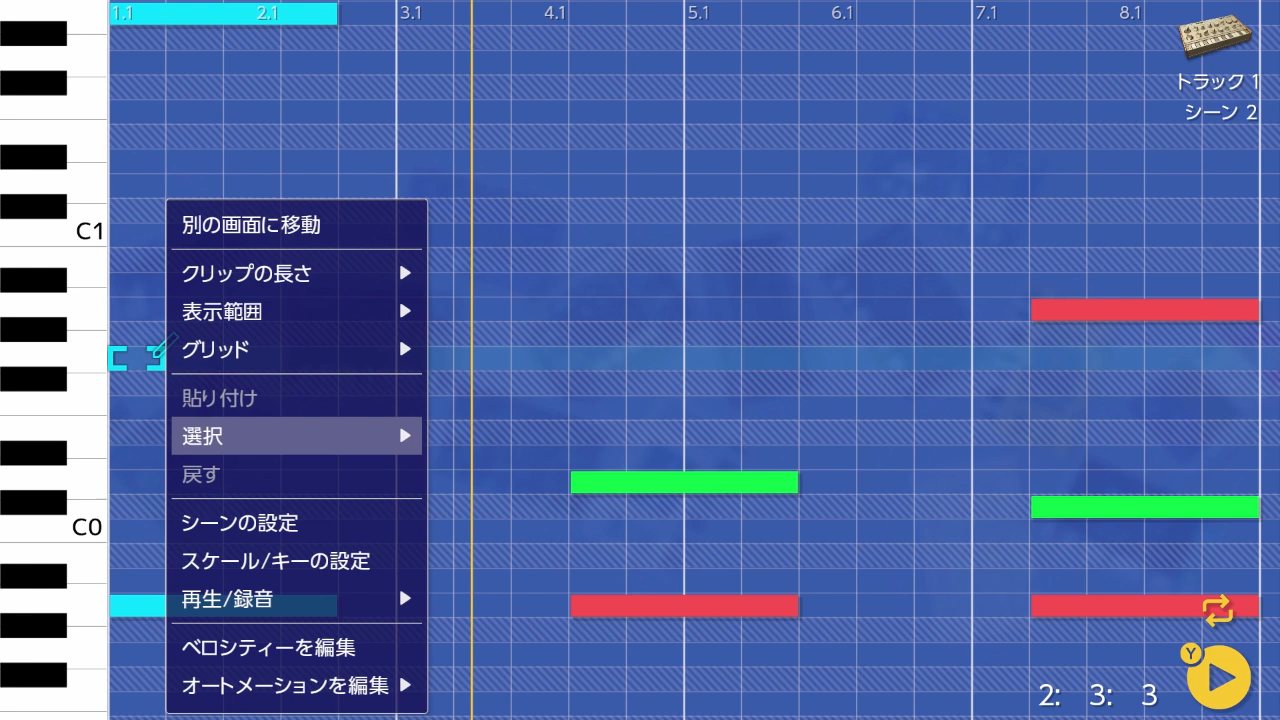 1.1 2.1 3.1 4.1 5.1 6.1 7.1 8.1
トラック 1
シーン 2
C1
別の画面に移動
クリップの長さ
表示範囲
グリッド
貼り付け
選択
戻す
C0
シーンの設定
スケール/キーの設定
再生/録音
ベロシティーを編集
オートメーションを編集
Y
2: 3: 3